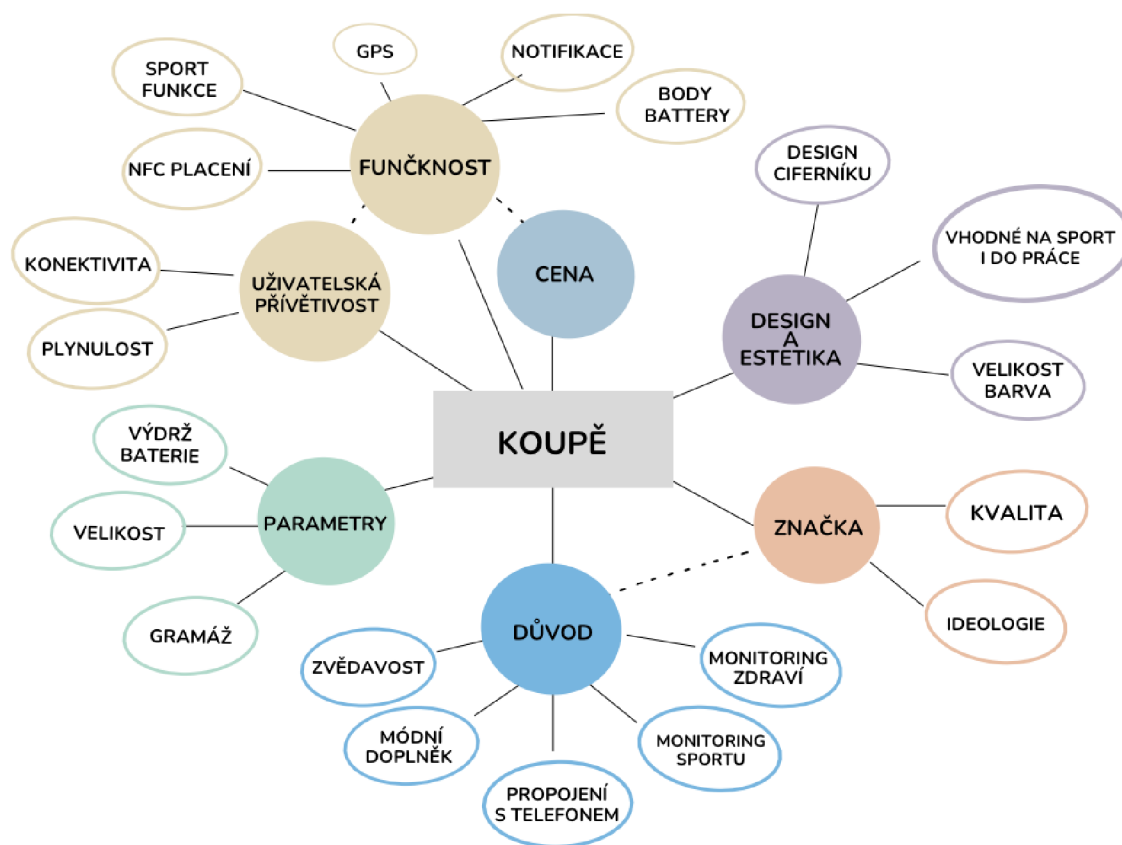 GPS
NOTIFIKACE
SPORT
FUNKCE
BODY
BATTERY
NFC PLACENÍ
FUNČKNOST
DESIGN
CIFERNÍKU
VHODNÉ NA SPORT
I DO PRÁCE
KONEKTIVITA
UŽIVATELSKÁ
PŘÍVĚTIVOST
CENA
PLYNULOST
DESIGN
A
ESTETIKA
VELIKOST
BARVA
KOUPĚ
VÝDRŽ
BATERIE
VELIKOST
PARAMETRY
ZNAČKA
KVALITA
GRAMÁŽ
DŮVOD
IDEOLOGIE
ZVĚDAVOST
MONITORING
ZDRAVÍ
MÓDNÍ
DOPLNĚK
MONITORING
SPORTU
PROPOJENÍ
S TELEFONEM